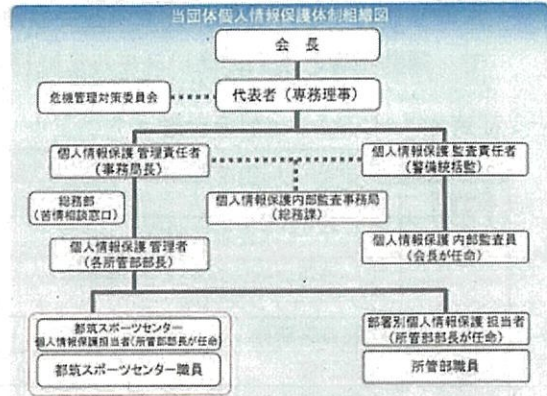 当団体個人情報保護体制組織図
会 長
危機管理対策委員会
代表者（専務理事）
個人情報保護 管理責任者
（事務局長）
個人情報保護 監査責任者
（警備統括監）
総務部
（苦情相談窓口）
個人情報保護内部監査事務局
（総務課）
個人情報保護 管理者
（各所管部部長）
個人情報保護 内部監査員
（会長が任命）
都筑スポーツセンター
個人情報保護担当者（所管部部長が任命）
都筑スポーツセンター職員
部署別個人情報保護 担当者
（所管部部長が任命）
所管部職員